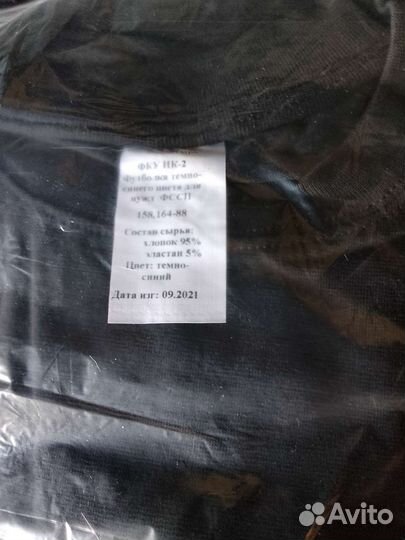 ФКУ ИК-2
Футболка темно-
синего цвета для
нужд ФССП
158,164-88
Состав сырья:
хлопок 95%
эластан 5%
Цвет: темно-
синий
Дата изг: 09.2021
Avito